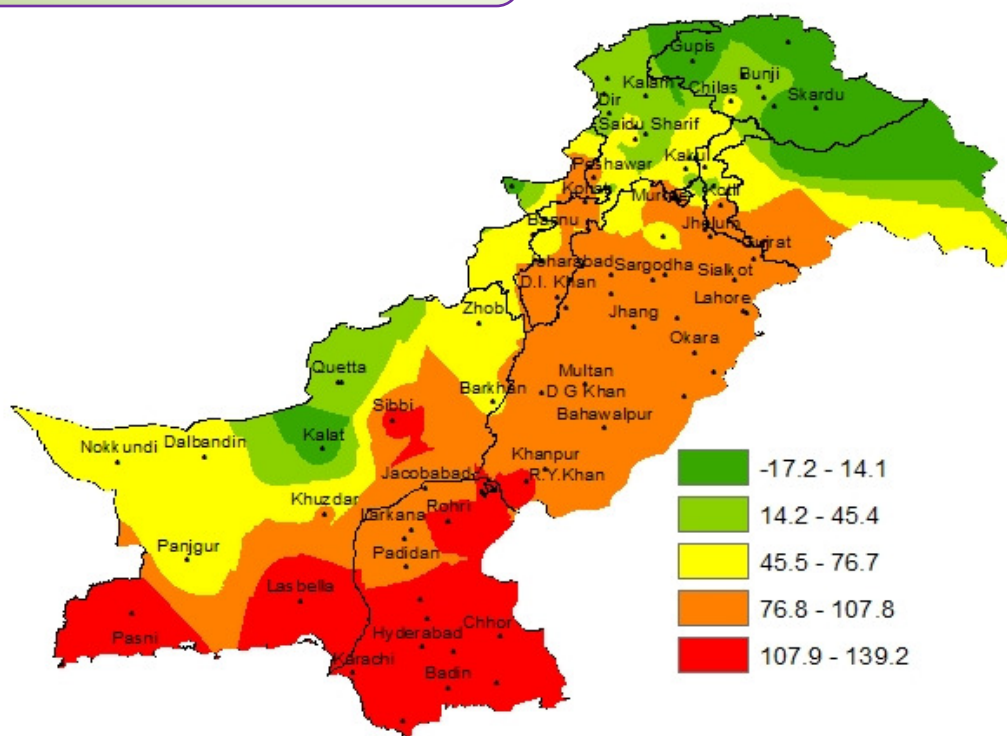 Gupis
Bunji
Kalam
Chilas
Skardu
Dir
Saidu Sharif
Kakul
Peshawar
Kohat
Kotli
Bannu
Jhelum
Gujrat
Sargodha
Sialkot
D.I. Khan
Lahore
Zhob
Jhang
Okara
Quetta
Multan
Barkhan
D G Khan
Sibbi
Bahawalpur
Kalat
Dalbandin
Nokkundi
Khanpur
-17.2 - 14.1
Jacobabad
R.Y.Khan
Khuzdar
Rohri
14.2 - 45.4
Larkana
Panjgur
Padidan
45.5 - 76.7
Lasbella
76.8 - 107.8
Pasni
Hyderabad
Chhor
107.9 - 139.2
Karachi
Badin